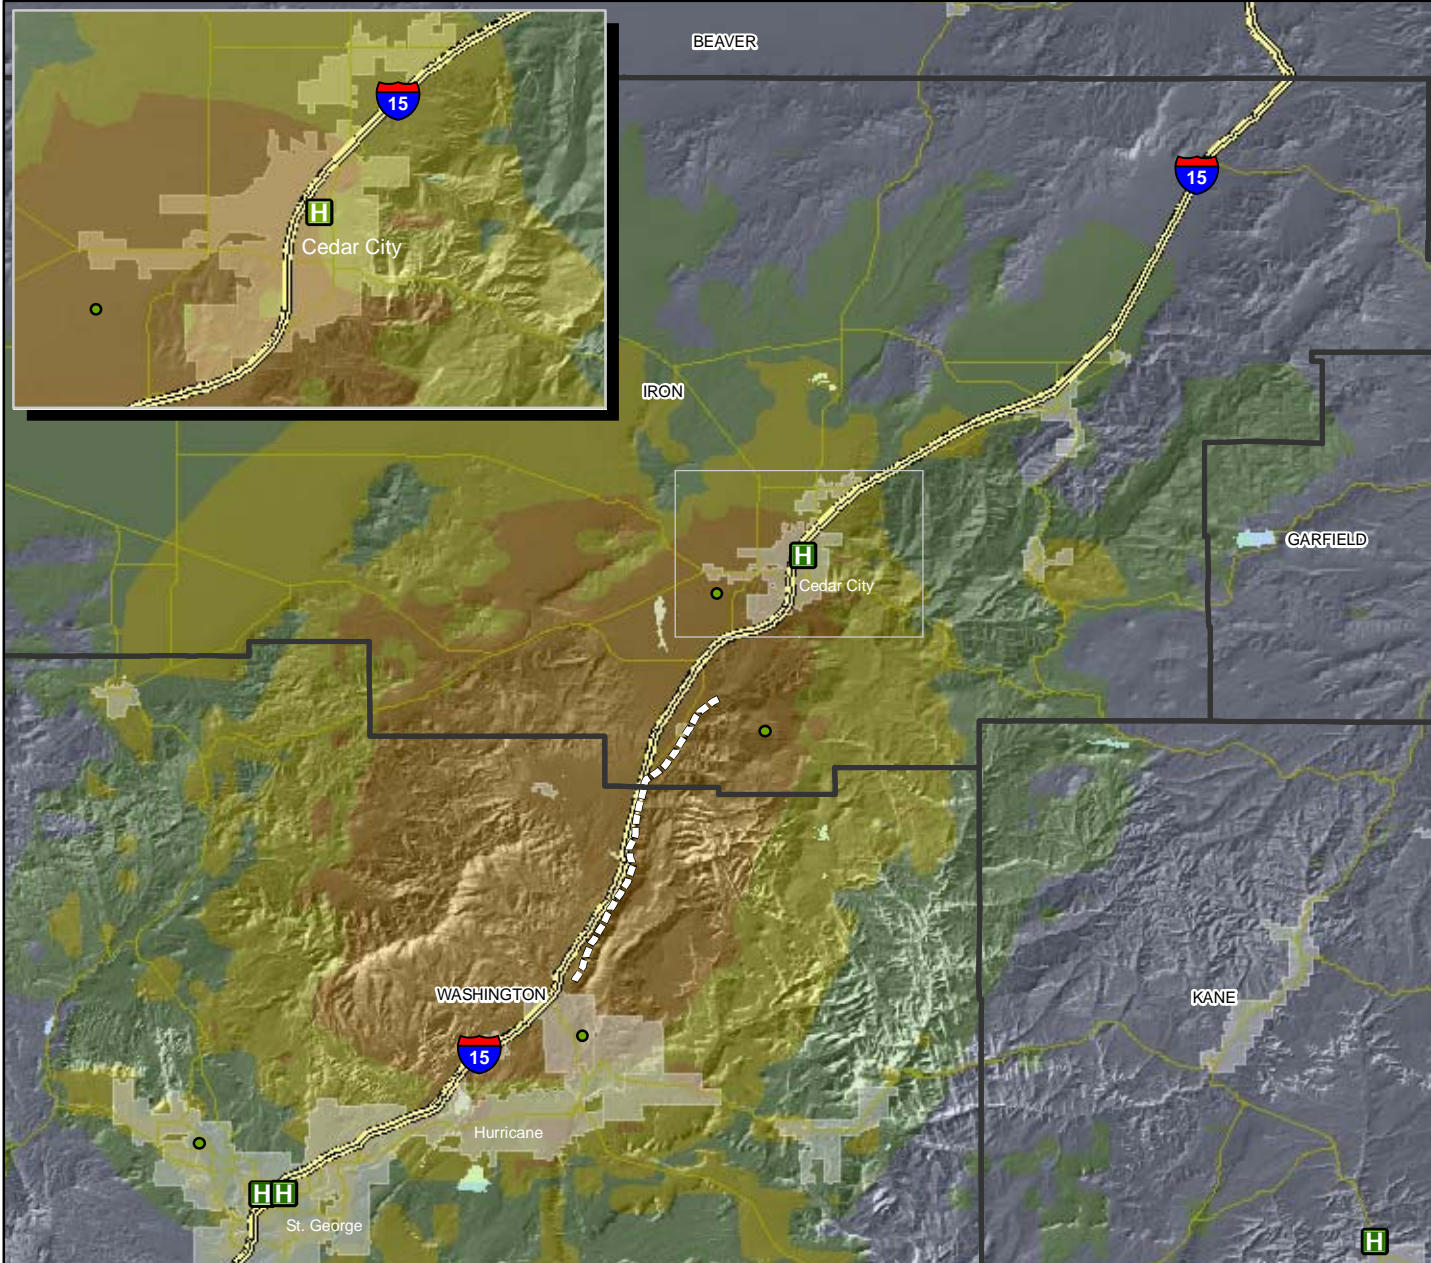 BEAVER
15
H
Cedar City
15
IRON
H
Cedar City
GARFIELD
WASHINGTON
KANE
15
Hurricane
H H
St. George
H